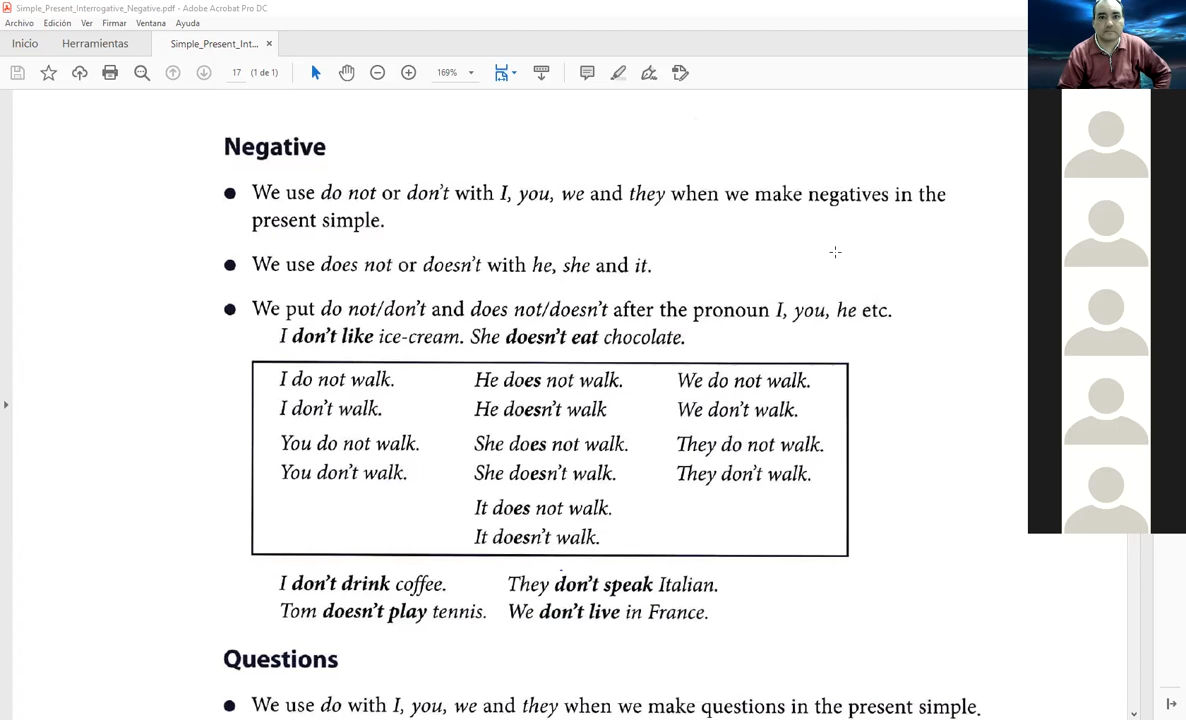 Simple_Present_Interrogative_Negative.pdf - Adobe Acrobat Pro DC
Archivo Edición Ver Firmar Ventana Ayuda
Inicio Herramientas Simple_Present_Int... ×
17 (1 de 1) 169%
Negative
● We use do not or don't with I, you, we and they when we make negatives in the
present simple.
● We use does not or doesn't with he, she and it.
● We put do not/don't and does not/doesn't after the pronoun I, you, he etc.
I don't like ice-cream. She doesn't eat chocolate.
I do not walk. He does not walk. We do not walk.
I don't walk. He doesn't walk We don't walk.
You do not walk. She does not walk. They do not walk.
You don't walk. She doesn't walk. They don't walk.
It does not walk.
It doesn't walk.
I don't drink coffee. They don't speak Italian.
Tom doesn't play tennis. We don't live in France.
Questions
● We use do with I, you, we and they when we make questions in the present simple.